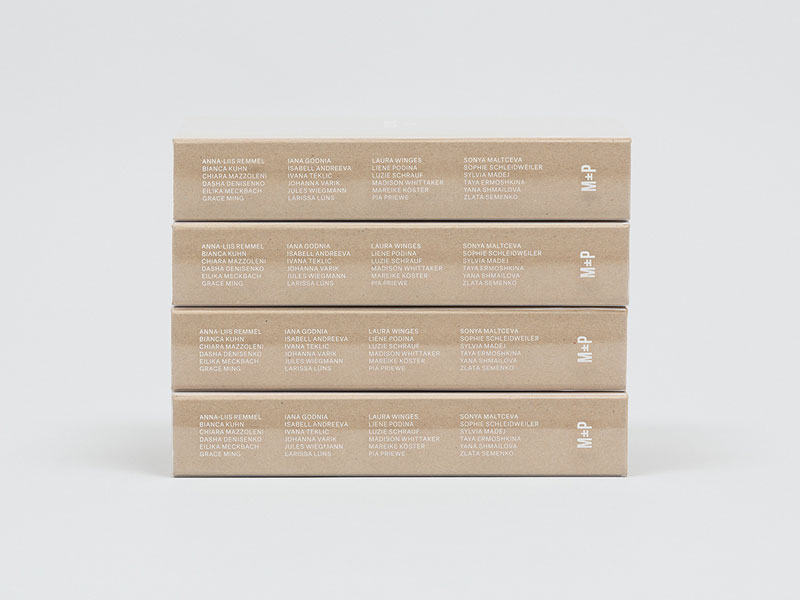 ANNA-LIIS REMMEL
BIANCA KUHN
CHIARA MAZZOLENI
DASHA DENISENKO
EILIKA MECKBACH
GRACE MING
IANA GODNIA
ISABELL ANDREEVA
IVANA TEKLIC
JOHANNA VARIK
JULES WIEGMANN
LARISSA LÜNS
LAURA WINGES
LIENE PODINA
LUZIE SCHRAUF
MADISON WHITTAKER
MAREIKE KÖSTER
PIA PRIEWE
SONYA MALTCEVA
SOPHIE SCHLEIDWEILER
SYLVIA MADEJ
TAYA ERMOSHKINA
YANA SHMAILOVA
ZLATA SEMENKO
M±P
ANNA-LIIS REMMEL
BIANCA KUHN
CHIARA MAZZOLENI
DASHA DENISENKO
EILIKA MECKBACH
GRACE MING
IANA GODNIA
ISABELL ANDREEVA
IVANA TEKLIC
JOHANNA VARIK
JULES WIEGMANN
LARISSA LÜNS
LAURA WINGES
LIENE PODINA
LUZIE SCHRAUF
MADISON WHITTAKER
MAREIKE KÖSTER
PIA PRIEWE
SONYA MALTCEVA
SOPHIE SCHLEIDWEILER
SYLVIA MADEJ
TAYA ERMOSHKINA
YANA SHMAILOVA
ZLATA SEMENKO
M±P
ANNA-LIIS REMMEL
BIANCA KUHN
CHIARA MAZZOLENI
DASHA DENISENKO
EILIKA MECKBACH
GRACE MING
IANA GODNIA
ISABELL ANDREEVA
IVANA TEKLIC
JOHANNA VARIK
JULES WIEGMANN
LARISSA LÜNS
LAURA WINGES
LIENE PODINA
LUZIE SCHRAUF
MADISON WHITTAKER
MAREIKE KÖSTER
PIA PRIEWE
SONYA MALTCEVA
SOPHIE SCHLEIDWEILER
SYLVIA MADEJ
TAYA ERMOSHKINA
YANA SHMAILOVA
ZLATA SEMENKO
M±P
ANNA-LIIS REMMEL
BIANCA KUHN
CHIARA MAZZOLENI
DASHA DENISENKO
EILIKA MECKBACH
GRACE MING
IANA GODNIA
ISABELL ANDREEVA
IVANA TEKLIC
JOHANNA VARIK
JULES WIEGMANN
LARISSA LÜNS
LAURA WINGES
LIENE PODINA
LUZIE SCHRAUF
MADISON WHITTAKER
MAREIKE KÖSTER
PIA PRIEWE
SONYA MALTCEVA
SOPHIE SCHLEIDWEILER
SYLVIA MADEJ
TAYA ERMOSHKINA
YANA SHMAILOVA
ZLATA SEMENKO
M±P